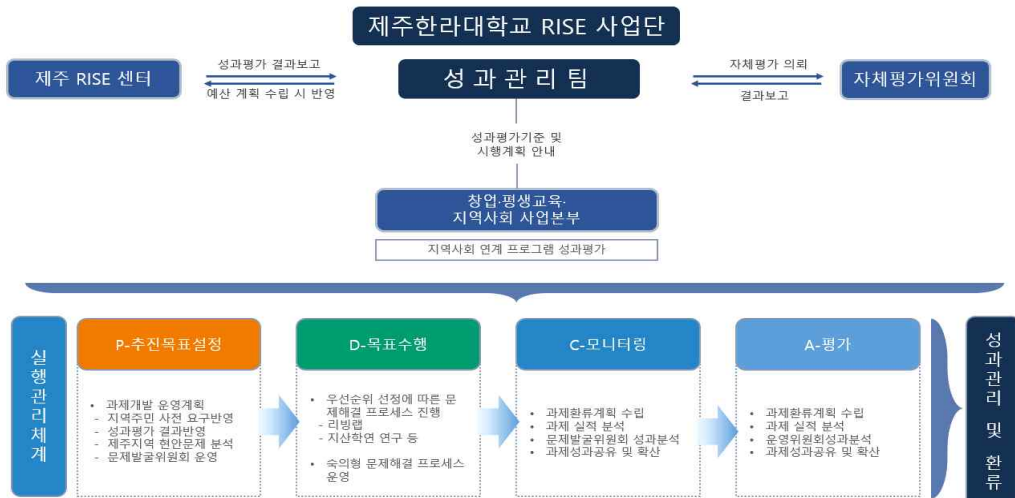 제주한라대학교 RISE 사업단
제주 RISE 센터
성과평가 결과보고
예산 계획 수립 시 반영
성과관리팀
자체평가 의뢰
결과보고
자체평가위원회
성과평가기준 및
시행계획 안내
창업·평생교육·
지역사회 사업본부
지역사회 연계 프로그램 성과평가
실행관리체계
P-추진목표설정
• 과제개발 운영계획
- 지역주민 사전 요구반영
- 성과평가 결과반영
- 제주지역 현안문제 분석
- 문제발굴위원회 운영
D-목표수행
• 우선순위 선정에 따른 문
제해결 프로세스 진행
- 리빙랩
- 지산학연 연구 등
• 숙의형 문제해결 프로세스
운영
C-모니터링
• 과제환류계획 수립
• 과제 실적 분석
• 문제발굴위원회 성과분석
• 과제성과공유 및 확산
A-평가
• 과제환류계획 수립
• 과제 실적 분석
• 운영위원회성과분석
• 과제성과공유 및 확산
성과관리 및 환류